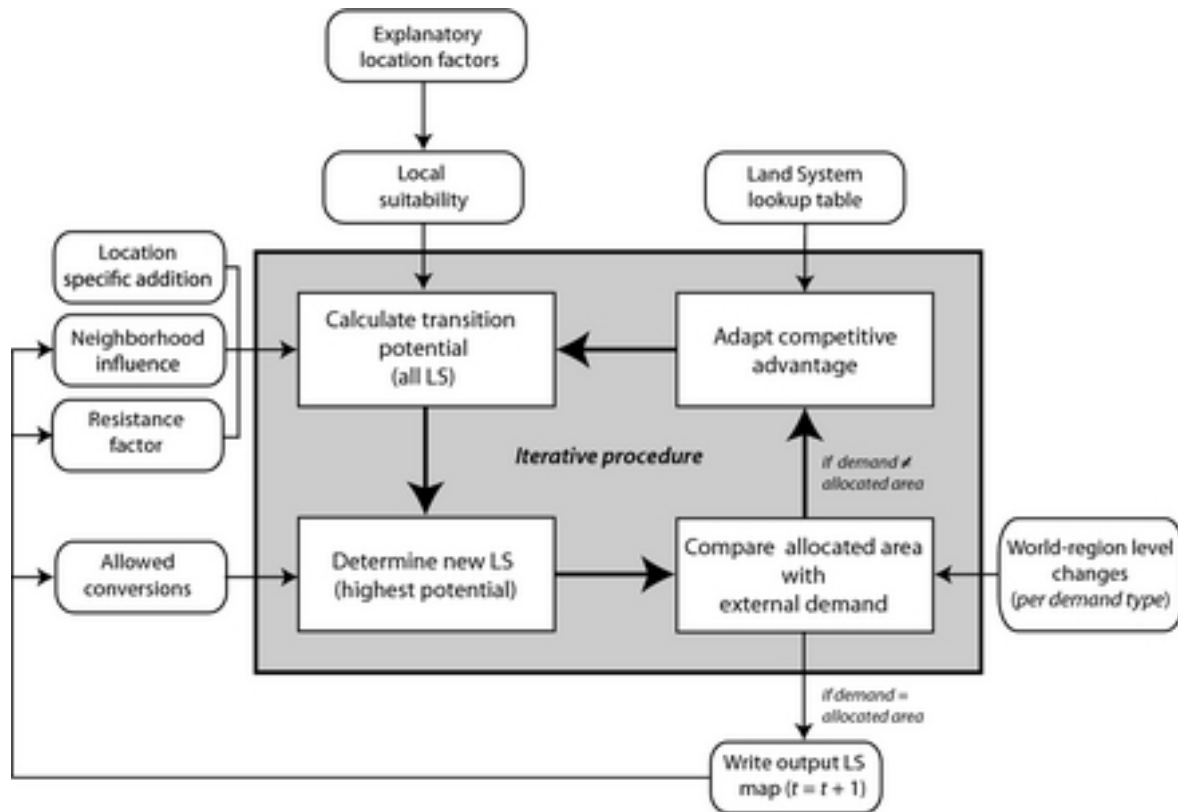 Explanatory
location factors
Local
suitability
Land System
lookup table
Location
specific addition
Neighborhood
influence
Resistance
factor
Allowed
conversions
Calculate transition
potential
(all LS)
Adapt competitive
advantage
Iterative procedure
if demand ≠
allocated area
Determine new LS
(highest potential)
Compare allocated area
with
external demand
World-region level
changes
(per demand type)
if demand =
allocated area
Write output LS
map (t = t + 1)